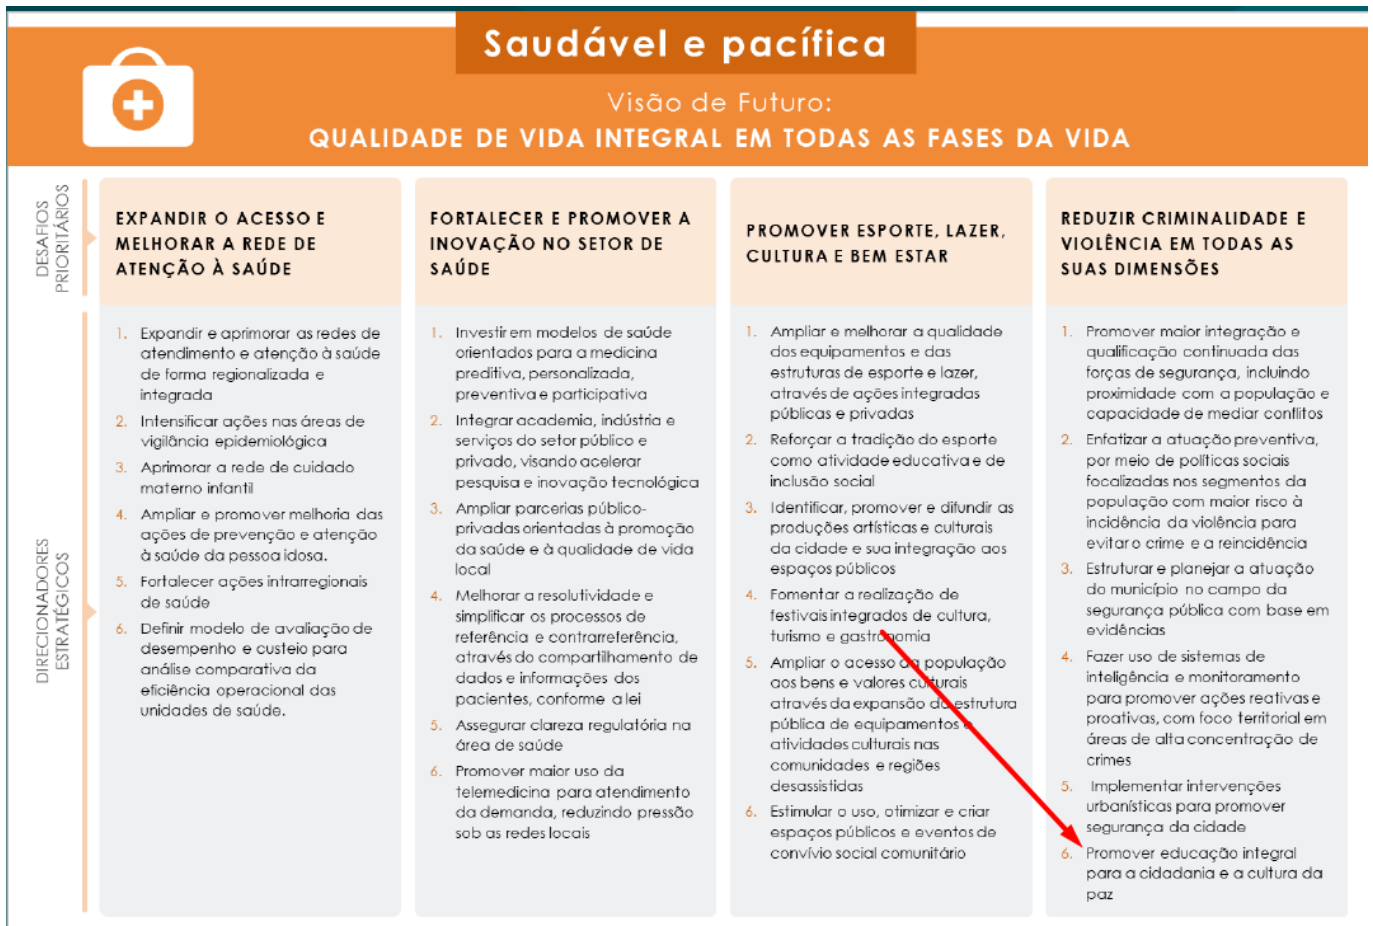 Saudável e pacífica
Visão de Futuro:
QUALIDADE DE VIDA INTEGRAL EM TODAS AS FASES DA VIDA
DESAFIOS
PRIORITÁRIOS
EXPANDIR O ACESSO E
MELHORAR A REDE DE
ATENÇÃO À SAÚDE
FORTALECER E PROMOVER A
INOVAÇÃO NO SETOR DE
SAÚDE
PROMOVER ESPORTE, LAZER,
CULTURA E BEM ESTAR
REDUZIR CRIMINALIDADE E
VIOLÊNCIA EM TODAS AS
SUAS DIMENSÕES
DIRECIONADORES
ESTRATÉGICOS
1. Expandir e aprimorar as redes de
atendimento e atenção à saúde
de forma regionalizada e
integrada
2. Intensificar ações nas áreas de
vigilância epidemiológica
3. Aprimorar a rede de cuidado
materno infantil
4. Ampliar e promover melhoria das
ações de prevenção e atenção
à saúde da pessoa idosa.
5. Fortalecer ações intrarregionais
de saúde
6. Definir modelo de avaliação de
desempenho e custeio para
análise comparativa da
eficiência operacional das
unidades de saúde.
1. Investir em modelos de saúde
orientados para a medicina
preditiva, personalizada,
preventiva e participativa
2. Integrar academia, indústria e
serviços do setor público e
privado, visando acelerar
pesquisa e inovação tecnológica
3. Ampliar parcerias público-
privadas orientadas à promoção
da saúde e à qualidade de vida
local
4. Melhorar a resolutividade e
simplificar os processos de
referência e contrarreferência,
através do compartilhamento de
dados e informações dos
pacientes, conforme a lei
5. Assegurar clareza regulatória na
área de saúde
6. Promover maior uso da
telemedicina para atendimento
da demanda, reduzindo pressão
sob as redes locais
1. Ampliar e melhorar a qualidade
dos equipamentos e das
estruturas de esporte e lazer,
através de ações integradas
públicas e privadas
2. Reforçar a tradição do esporte
como atividade educativa e de
inclusão social
3. Identificar, promover e difundir as
produções artísticas e culturais
da cidade e sua integração aos
espaços públicos
4. Fomentar a realização de
festivais integrados de cultura,
turismo e gastronomia
5. Ampliar o acesso da população
aos bens e valores culturais
através da expansão da estrutura
pública de equipamentos e
atividades culturais nas
comunidades e regiões
desassistidas
6. Estimular o uso, otimizar e criar
espaços públicos e eventos de
convívio social comunitário
1. Promover maior integração e
qualificação continuada das
forças de segurança, incluindo
proximidade com a população e
capacidade de mediar conflitos
2. Enfatizar a atuação preventiva,
por meio de políticas sociais
focalizadas nos segmentos da
população com maior risco à
incidência da violência para
evitar o crime e a reincidência
3. Estruturar e planejar a atuação
do município no campo da
segurança pública com base em
evidências
4. Fazer uso de sistemas de
inteligência e monitoramento
para promover ações reativas e
proativas, com foco territorial em
áreas de alta concentração de
crimes
5. Implementar intervenções
urbanísticas para promover
segurança da cidade
6. Promover educação integral
para a cidadania e a cultura da
paz